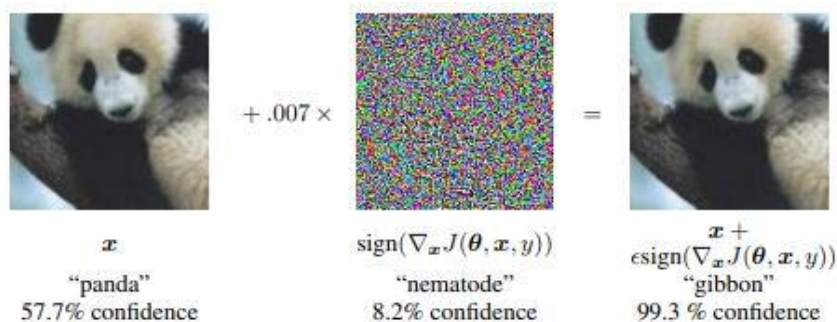 + .007 ×
=
x
sign(∇ₓJ(θ, x, y))
x +
εsign(∇ₓJ(θ, x, y))
“panda”
“nematode”
“gibbon”
57.7% confidence
8.2% confidence
99.3 % confidence